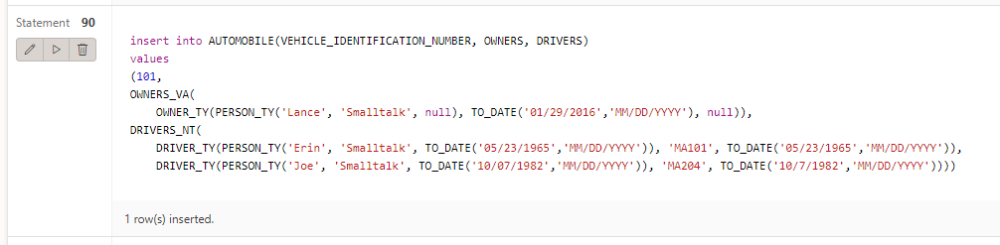 Statement 90
insert into AUTOMOBILE(VEHICLE_IDENTIFICATION_NUMBER, OWNERS, DRIVERS)
values
(101,
OWNERS_VA(
OWNER_TY(PERSON_TY('Lance', 'Smalltalk', null), TO_DATE('01/29/2016','MM/DD/YYYY'), null)),
DRIVERS_NT(
DRIVER_TY(PERSON_TY('Erin', 'Smalltalk', TO_DATE('05/23/1965','MM/DD/YYYY')), 'MA101', TO_DATE('05/23/1965','MM/DD/YYYY')),
DRIVER_TY(PERSON_TY('Joe', 'Smalltalk', TO_DATE('10/07/1982','MM/DD/YYYY')), 'MA204', TO_DATE('10/7/1982','MM/DD/YYYY'))))
1 row(s) inserted.